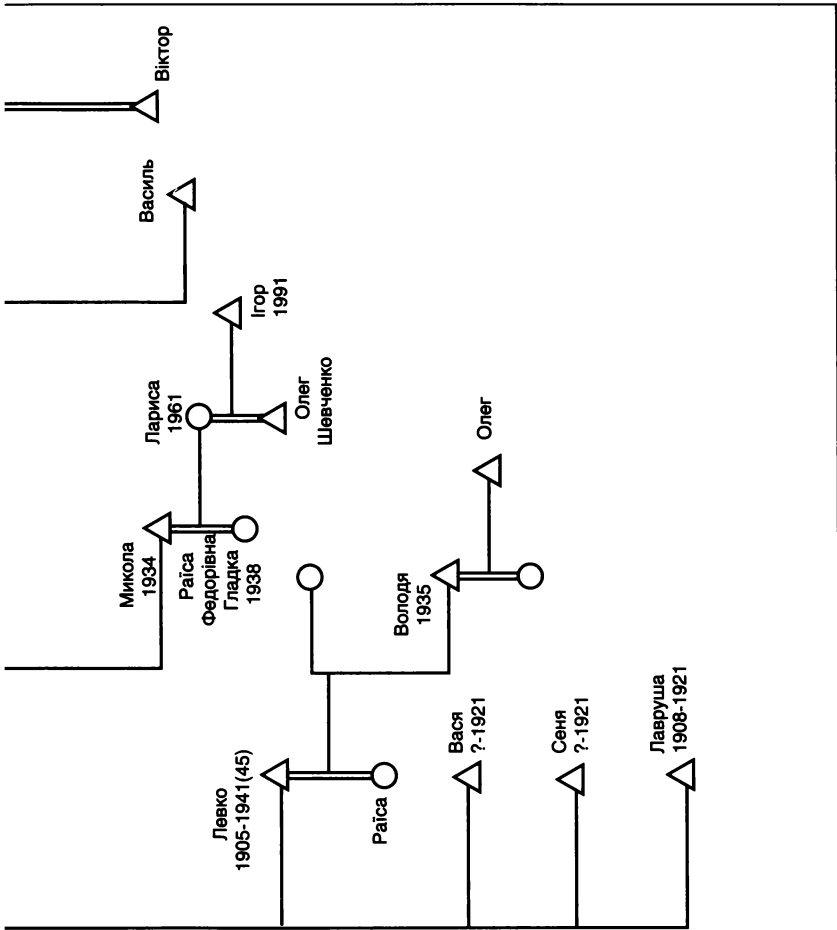 Віктор
Василь
Ігор
1991
Лариса
1961
Олег
Шевченко
Микола
1934
Раїса
Федорівна
Гладка
1938
Олег
Володя
1935
Левко
1905-1941(45)
Раїса
Вася
?-1921
Сеня
?-1921
Лавруша
1908-1921